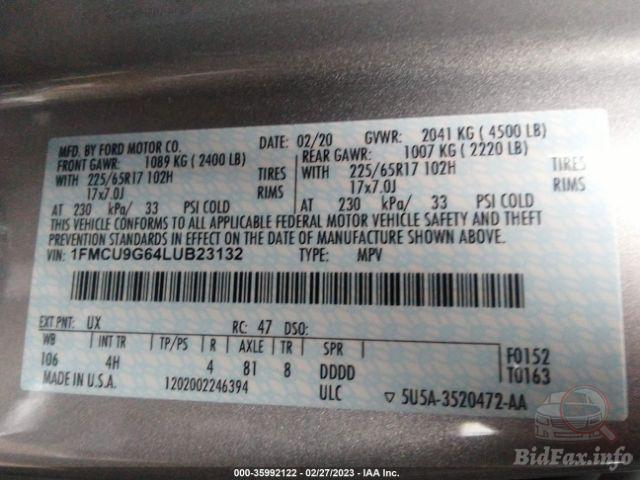 MFD. BY FORD MOTOR CO.
DATE: 02/20 GVWR: 2041 KG ( 4500 LB)
FRONT GAWR: 1089 KG ( 2400 LB) REAR GAWR: 1007 KG ( 2220 LB)
WITH 225/65R17 102H TIRES WITH 225/65R17 102H TIRES
17x7.0J RIMS 17x7.0J RIMS
AT 230 kPa/ 33 PSI COLD AT 230 kPa/ 33 PSI COLD
THIS VEHICLE CONFORMS TO ALL APPLICABLE FEDERAL MOTOR VEHICLE SAFETY AND THEFT
PREVENTION STANDARDS IN EFFECT ON THE DATE OF MANUFACTURE SHOWN ABOVE.
VIN: 1FMCU9G64LUB23132 TYPE: MPV
EXT PNT: UX RC: 47 DSO:
WB INT TR TP/PS R AXLE TR SPR
106 4H 4 81 8 DDDD
F0152
T0163
MADE IN U.S.A. 1202002246394 ULC ▽ 5U5A-3520472-AA
BidFax.info
000-35992122 - 02/27/2023 - IAA Inc.